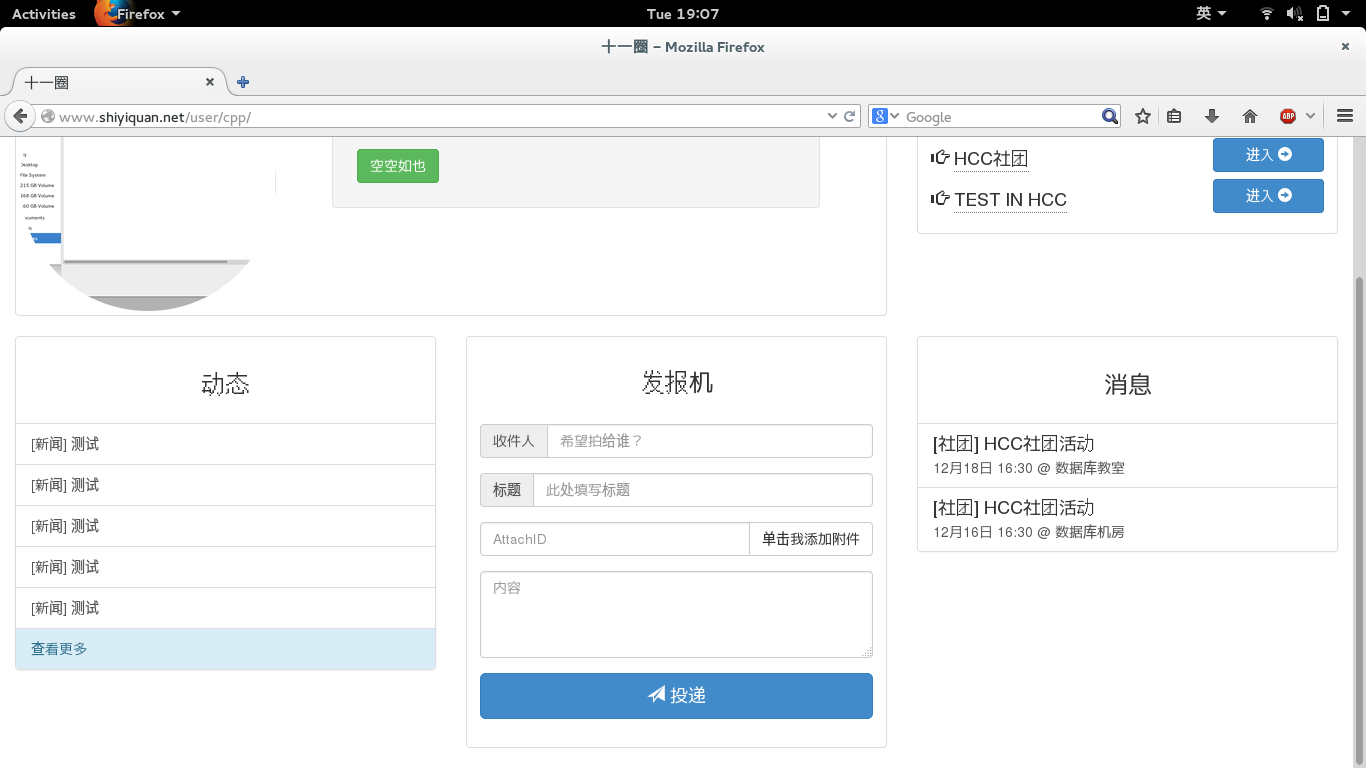 Activities Firefox Tue 19:07 英
十一圈 – Mozilla Firefox
十一圈
www.shiyiquan.net/user/cpp/ Google ABP
Desktop
File System
215 GB Volume
268 GB Volume
60 GB Volume
空空如也
HCC社团 进入
TEST IN HCC 进入
动态
[新闻] 测试
[新闻] 测试
[新闻] 测试
[新闻] 测试
[新闻] 测试
查看更多
发报机
收件人 希望拍给谁？
标题 此处填写标题
AttachID 单击我添加附件
内容
投递
消息
[社团] HCC社团活动
12月18日 16:30 @ 数据库教室
[社团] HCC社团活动
12月16日 16:30 @ 数据库机房